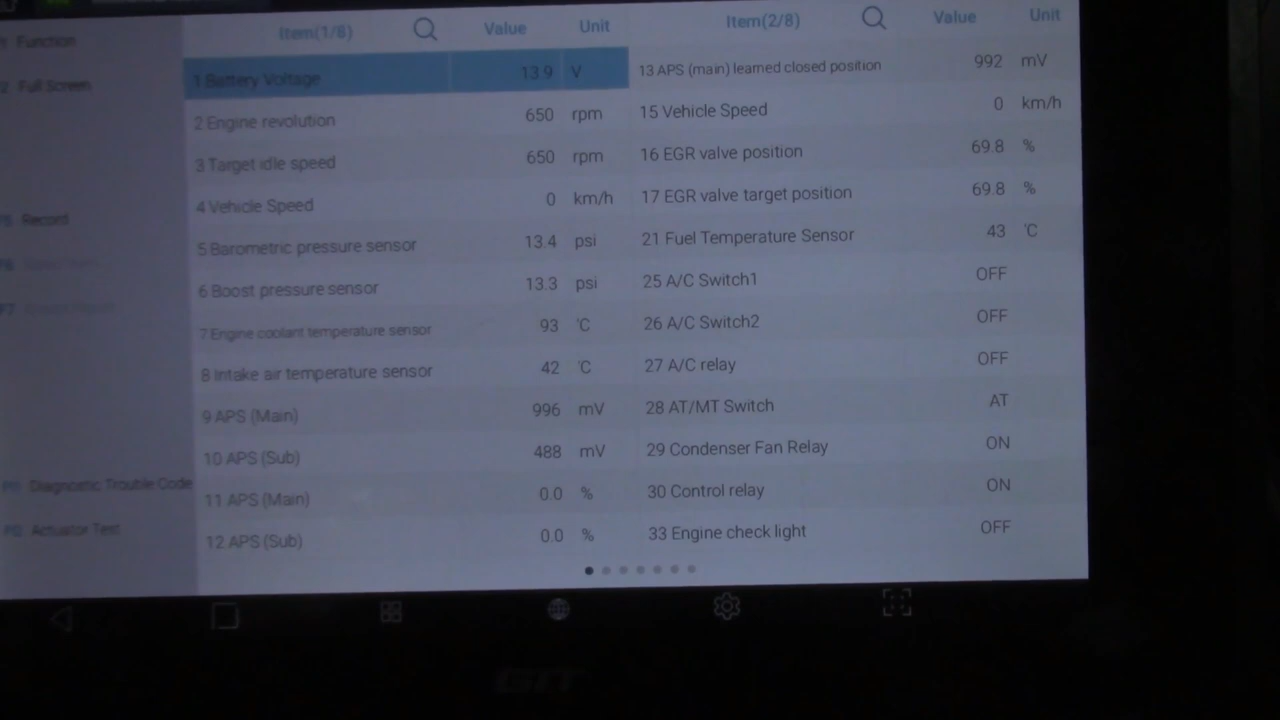 Function
Full Screen
F5 Record
F6
F7
Diagnostic Trouble Code
Actuator Test
Item(1/8) Value Unit
1 Battery Voltage 13.9 V
2 Engine revolution 650 rpm
3 Target idle speed 650 rpm
4 Vehicle Speed 0 km/h
5 Barometric pressure sensor 13.4 psi
6 Boost pressure sensor 13.3 psi
7 Engine coolant temperature sensor 93 'C
8 Intake air temperature sensor 42 'C
9 APS (Main) 996 mV
10 APS (Sub) 488 mV
11 APS (Main) 0.0 %
12 APS (Sub) 0.0 %
Item(2/8) Value Unit
13 APS (main) learned closed position 992 mV
15 Vehicle Speed 0 km/h
16 EGR valve position 69.8 %
17 EGR valve target position 69.8 %
21 Fuel Temperature Sensor 43 'C
25 A/C Switch1 OFF
26 A/C Switch2 OFF
27 A/C relay OFF
28 AT/MT Switch AT
29 Condenser Fan Relay ON
30 Control relay ON
33 Engine check light OFF
GIT